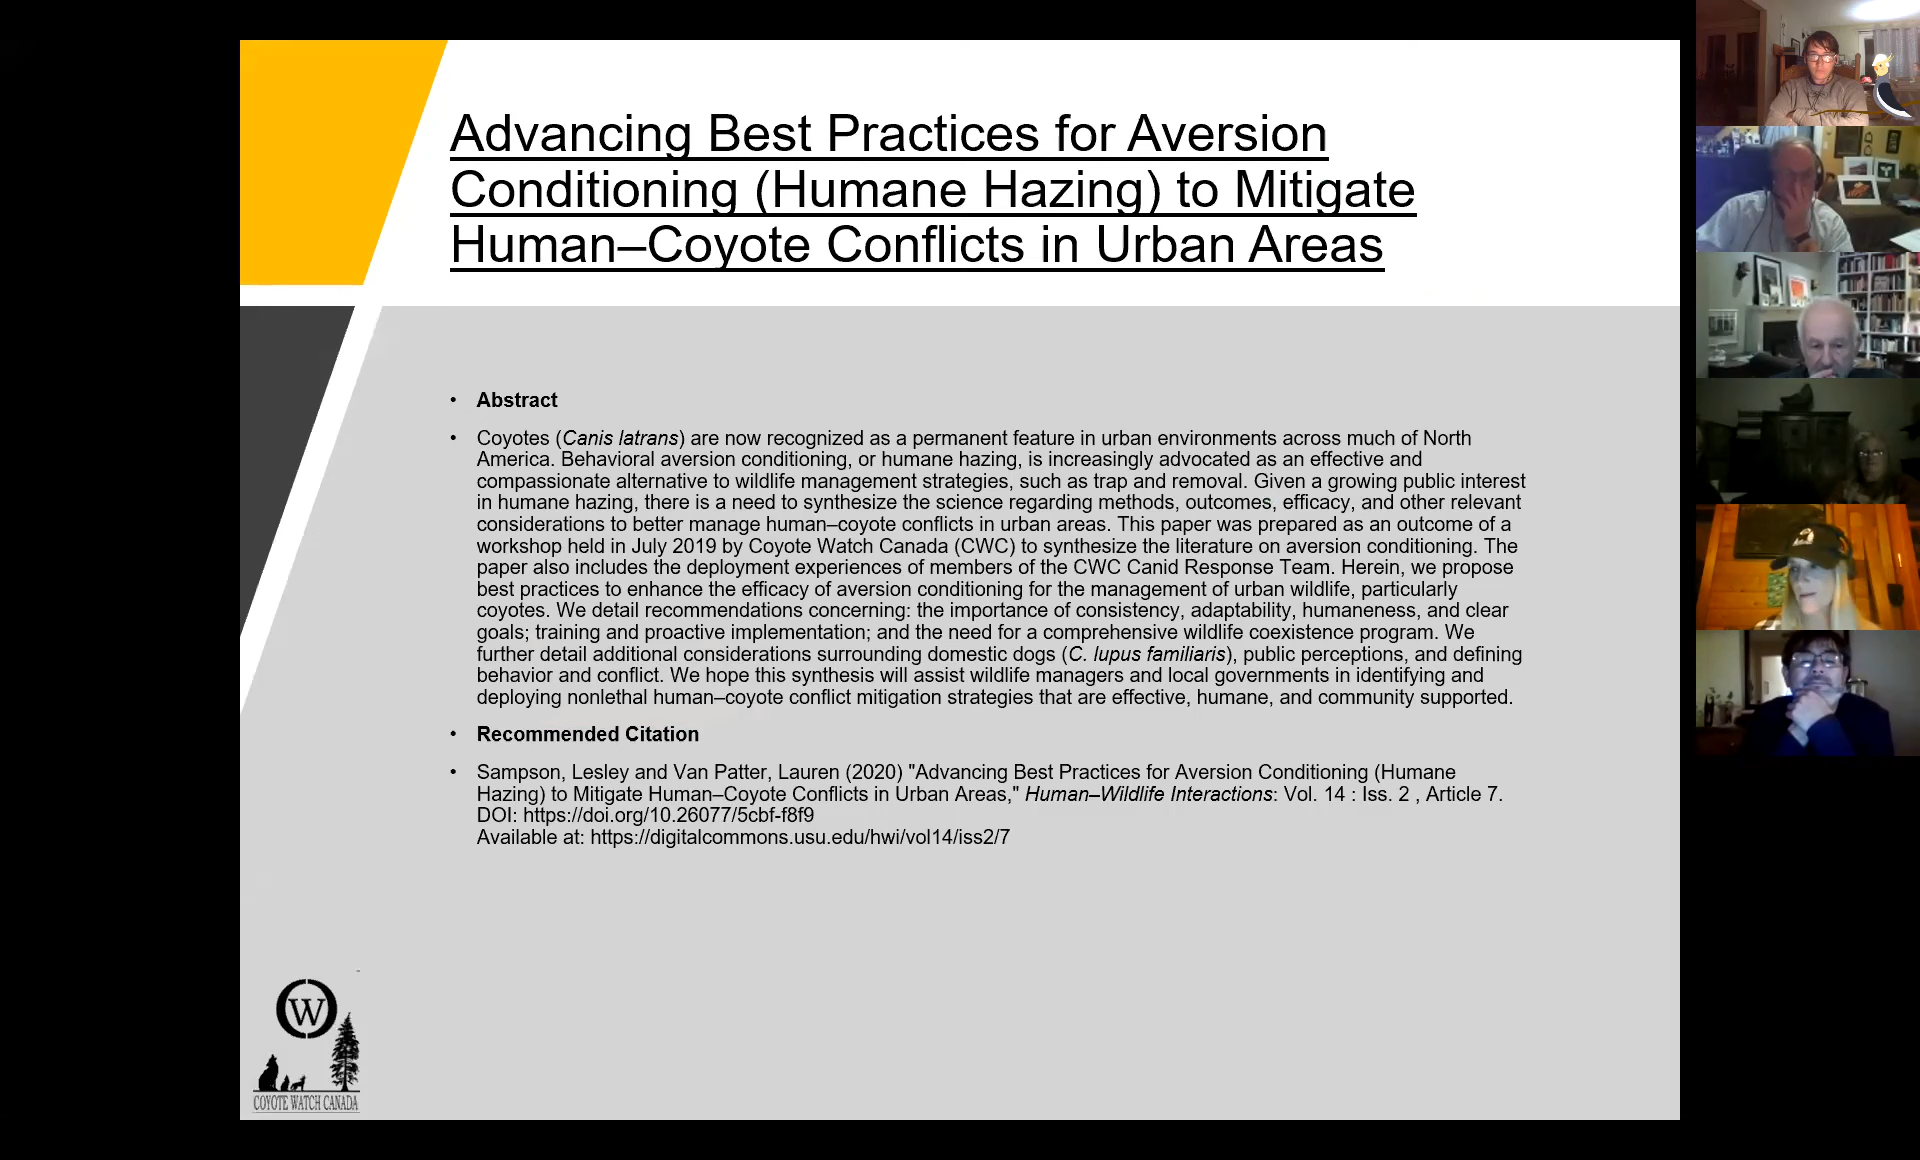 Advancing Best Practices for Aversion
Conditioning (Humane Hazing) to Mitigate
Human–Coyote Conflicts in Urban Areas
• Abstract
• Coyotes (Canis latrans) are now recognized as a permanent feature in urban environments across much of North
America. Behavioral aversion conditioning, or humane hazing, is increasingly advocated as an effective and
compassionate alternative to wildlife management strategies, such as trap and removal. Given a growing public interest
in humane hazing, there is a need to synthesize the science regarding methods, outcomes, efficacy, and other relevant
considerations to better manage human–coyote conflicts in urban areas. This paper was prepared as an outcome of a
workshop held in July 2019 by Coyote Watch Canada (CWC) to synthesize the literature on aversion conditioning. The
paper also includes the deployment experiences of members of the CWC Canid Response Team. Herein, we propose
best practices to enhance the efficacy of aversion conditioning for the management of urban wildlife, particularly
coyotes. We detail recommendations concerning: the importance of consistency, adaptability, humaneness, and clear
goals; training and proactive implementation; and the need for a comprehensive wildlife coexistence program. We
further detail additional considerations surrounding domestic dogs (C. lupus familiaris), public perceptions, and defining
behavior and conflict. We hope this synthesis will assist wildlife managers and local governments in identifying and
deploying nonlethal human–coyote conflict mitigation strategies that are effective, humane, and community supported.
• Recommended Citation
• Sampson, Lesley and Van Patter, Lauren (2020) "Advancing Best Practices for Aversion Conditioning (Humane
Hazing) to Mitigate Human–Coyote Conflicts in Urban Areas," Human–Wildlife Interactions: Vol. 14 : Iss. 2 , Article 7.
DOI: https://doi.org/10.26077/5cbf-f8f9
Available at: https://digitalcommons.usu.edu/hwi/vol14/iss2/7
W
COYOTE WATCH CANADA